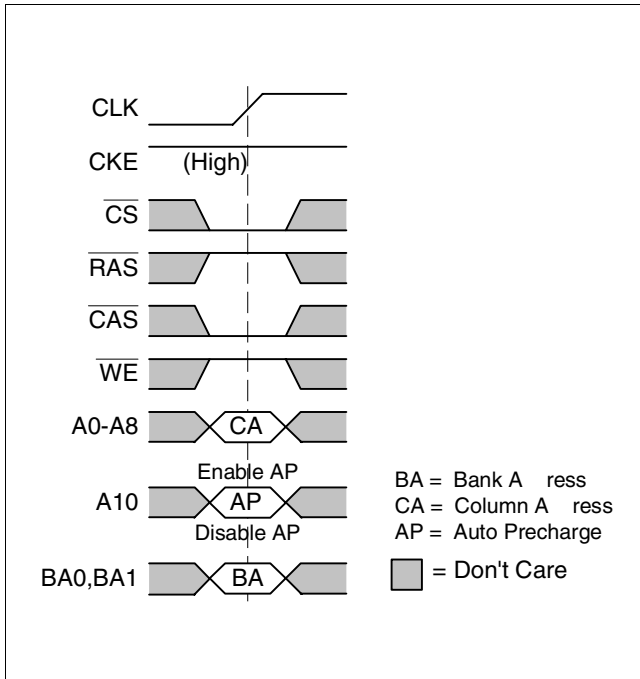 CLK
CKE (High)
CS
RAS
CAS
WE
A0-A8 CA
Enable AP
A10 AP
Disable AP
BA0,BA1 BA
BA = Bank A ress
CA = Column A ress
AP = Auto Precharge
= Don't Care